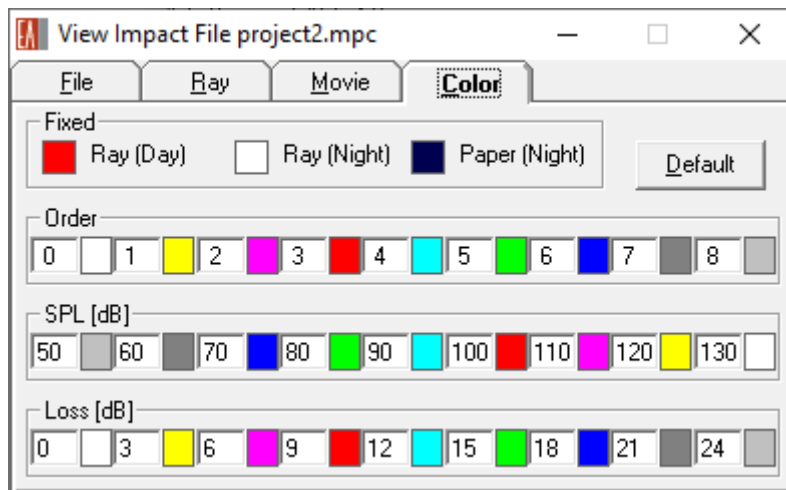 EA View Impact File project2.mpc
File Ray Movie Color
Fixed
Ray (Day) Ray (Night) Paper (Night) Default
Order
0 1 2 3 4 5 6 7 8
SPL [dB]
50 60 70 80 90 100 110 120 130
Loss [dB]
0 3 6 9 12 15 18 21 24